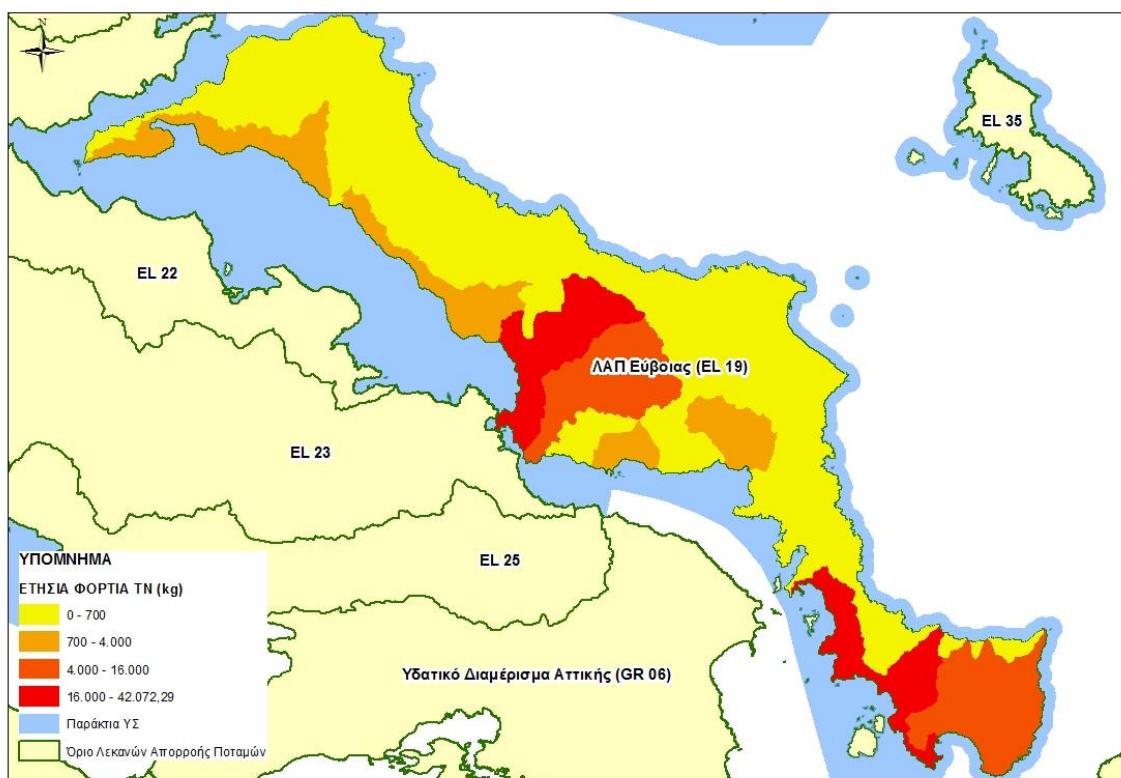 N
EL 35
EL 22
ΛΑΠ Εύβοιας (EL 19)
EL 23
EL 25
Υδατικό Διαμέρισμα Αττικής (GR 06)
ΥΠΟΜΝΗΜΑ
ΕΤΗΣΙΑ ΦΟΡΤΙΑ TN (kg)
0 - 700
700 - 4.000
4.000 - 16.000
16.000 - 42.072,29
Παράκτια ΥΣ
Όριο Λεκανών Απορροής Ποταμών